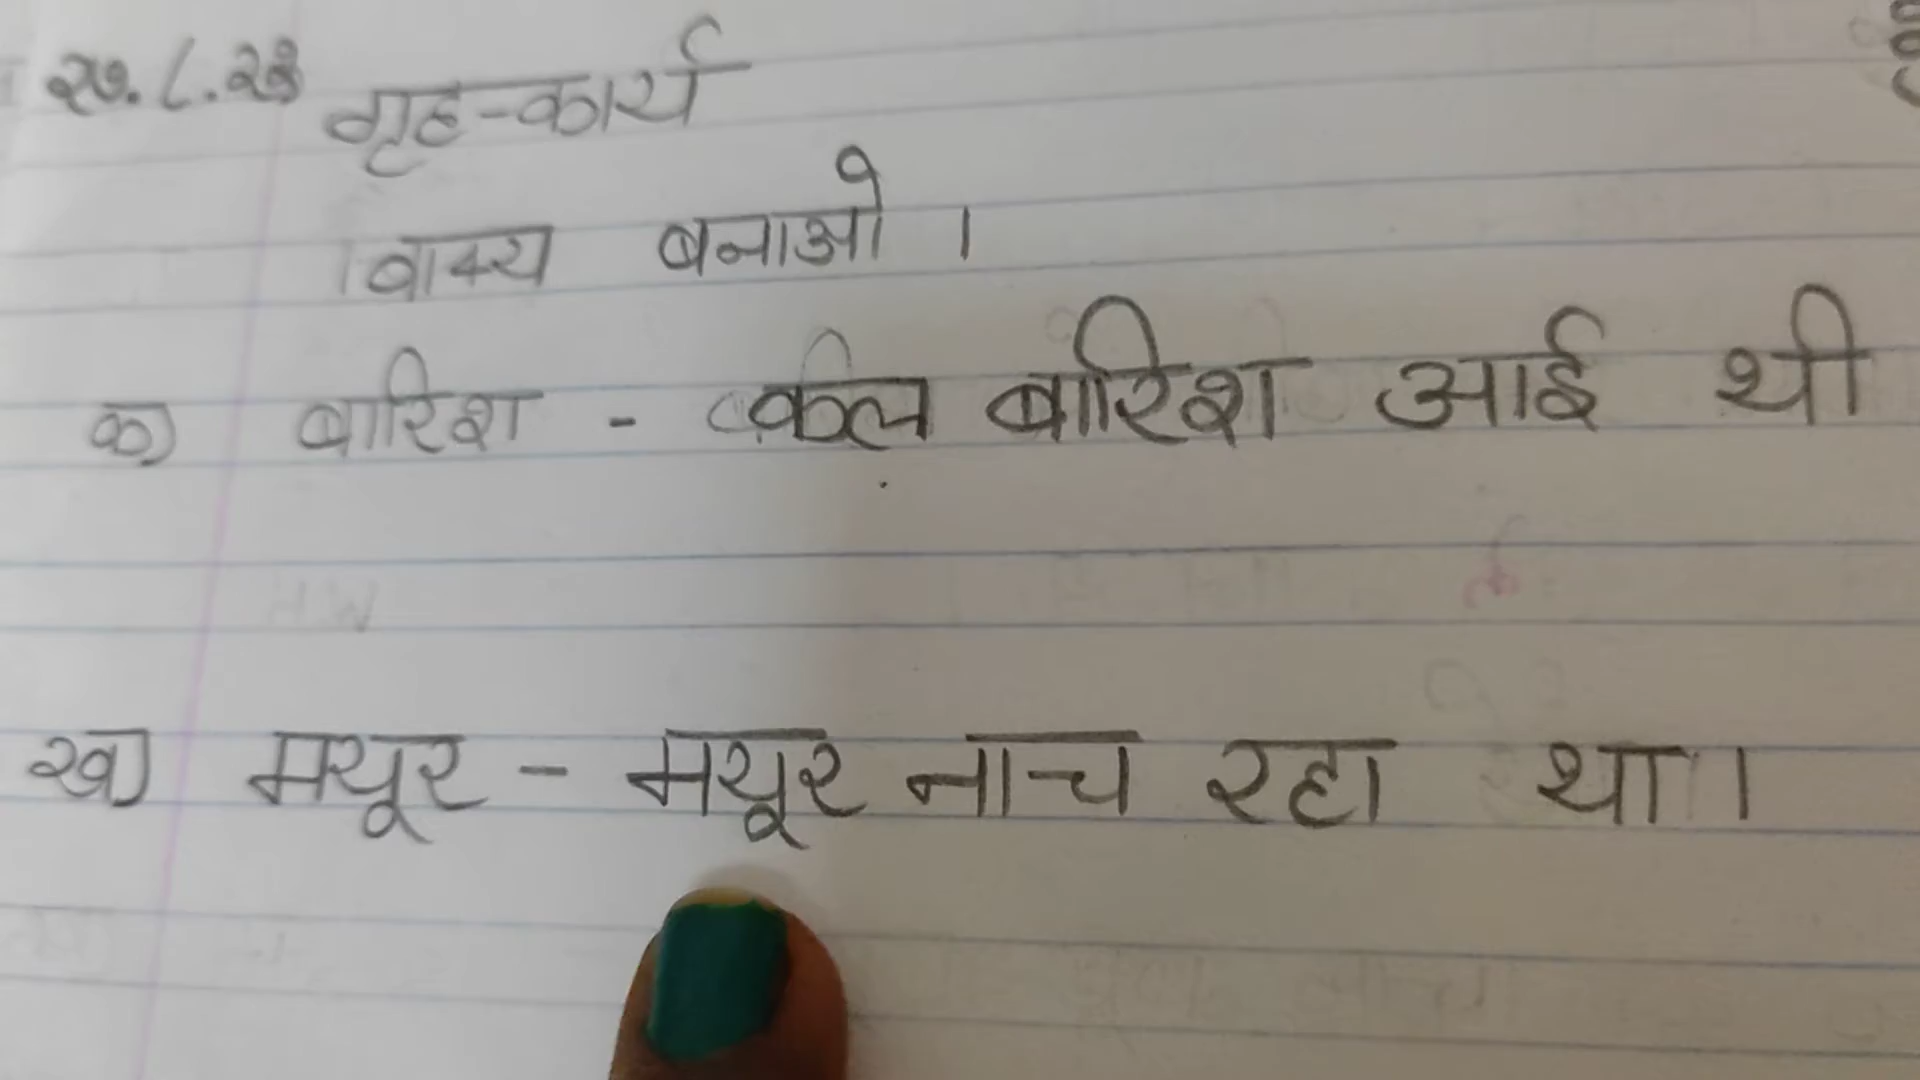 २७.८.२३ गृह-कार्य
वाक्य बनाओ ।
क) बारिश - कल बारिश आई थी
ख) मयूर - मयूर नाच रहा था ।